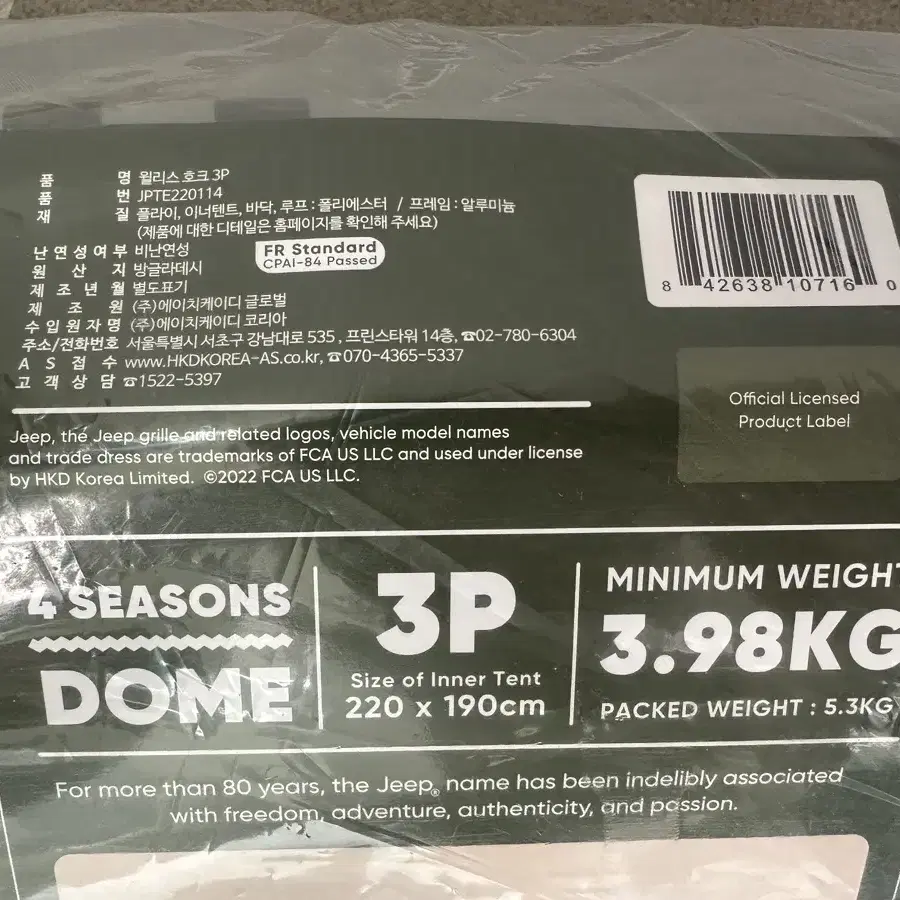 품 명 윌리스 호크 3P
품 번 JPTE220114
재 질 플라이, 이너텐트, 바닥, 루프 : 폴리에스터 / 프레임 : 알루미늄
(제품에 대한 디테일은 홈페이지를 확인해 주세요)
난연성여부 비난연성
FR Standard
CPAI-84 Passed
원 산 지 방글라데시
제 조 년 월 별도표기
제 조 원 (주)에이치케이디 글로벌
수 입 원 자 명 (주)에이치케이디 코리아
주소/전화번호 서울특별시 서초구 강남대로 535 , 프린스타워 14층, ☎02-780-6304
A S 접 수 www.HKDKOREA-AS.co.kr, ☎070-4365-5337
고 객 상 담 ☎1522-5397
8 42638 10716 0
Official Licensed
Product Label
Jeep, the Jeep grille and related logos, vehicle model names
and trade dress are trademarks of FCA US LLC and used under license
by HKD Korea Limited. ©2022 FCA US LLC.
4 SEASONS
DOME
3P
Size of Inner Tent
220 x 190cm
MINIMUM WEIGHT
3.98KG
PACKED WEIGHT : 5.3KG
For more than 80 years, the Jeep® name has been indelibly associated
with freedom, adventure, authenticity, and passion.